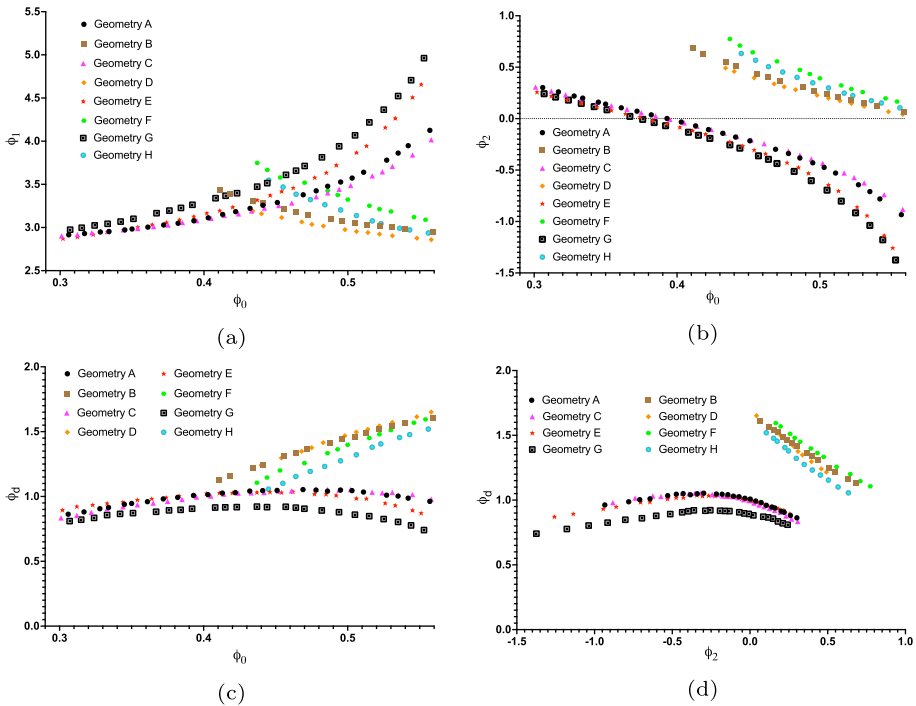 5.5
5.0
4.5
4.0
3.5
3.0
2.5
ϕ1
Geometry A
Geometry B
Geometry C
Geometry D
Geometry E
Geometry F
Geometry G
Geometry H
0.3
0.4
0.5
ϕ0
(a)
1.0
0.5
0.0
-0.5
-1.0
-1.5
ϕ2
Geometry A
Geometry B
Geometry C
Geometry D
Geometry E
Geometry F
Geometry G
Geometry H
0.3
0.4
0.5
ϕ0
(b)
2.0
1.5
1.0
0.5
0.0
ϕd
Geometry A
Geometry E
Geometry B
Geometry F
Geometry C
Geometry G
Geometry D
Geometry H
0.3
0.4
0.5
ϕ0
(c)
2.0
1.5
1.0
0.5
0.0
ϕd
Geometry A
Geometry B
Geometry C
Geometry D
Geometry E
Geometry F
Geometry G
Geometry H
-1.5
-1.0
-0.5
0.0
0.5
1.0
ϕ2
(d)